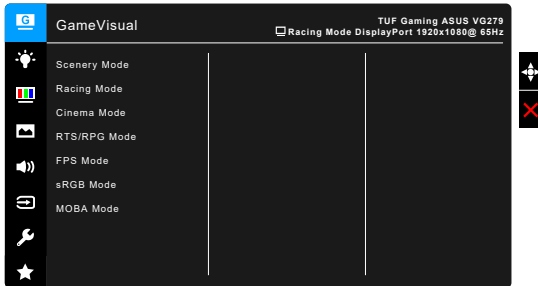 G
GameVisual
TUF Gaming ASUS VG279
Racing Mode DisplayPort 1920x1080@ 65Hz
Scenery Mode
Racing Mode
Cinema Mode
RTS/RPG Mode
FPS Mode
sRGB Mode
MOBA Mode